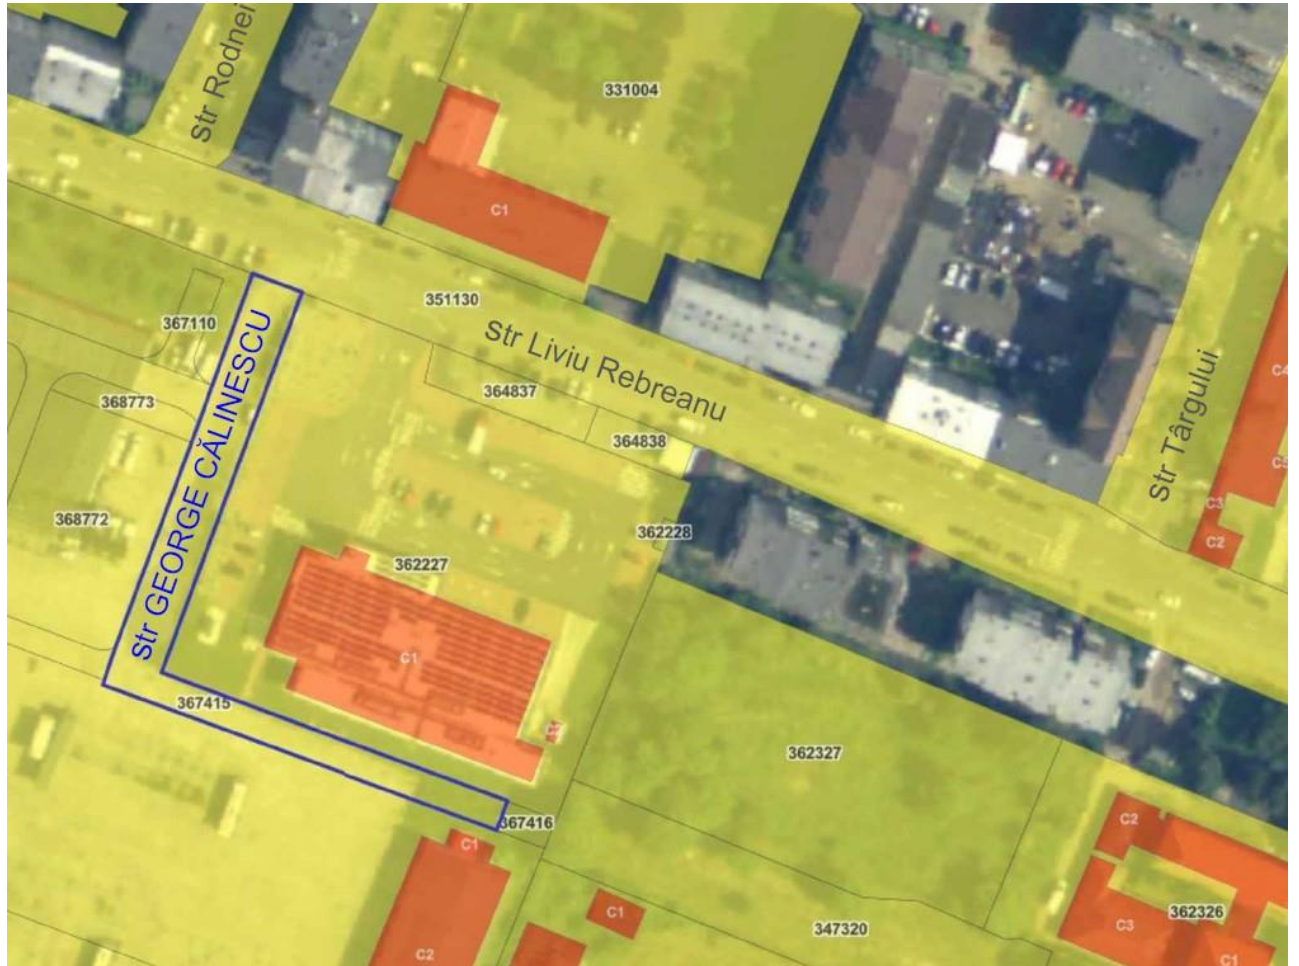 Str Rodnei
331004
C1
351130
367110
Str Liviu Rebreanu
364837
368773
364838
Str Târgului
C4
C5
C3
C2
str GEORGE CĂLINESCU
368772
362228
362227
C1
367415
362327
367416
C1
C2
C1
C2
362326
C3
C1
347320